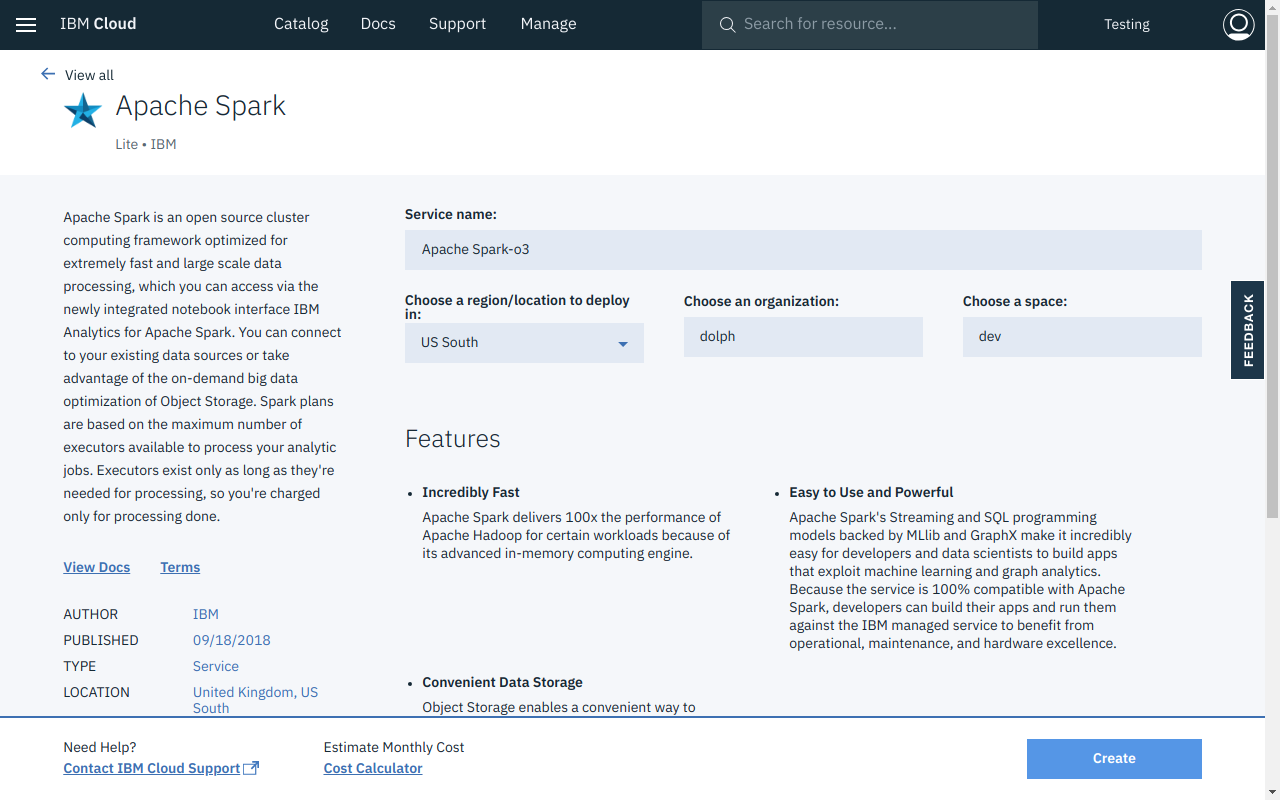 IBM Cloud
Catalog
Docs
Support
Manage
Search for resource...
Testing
View all
Apache Spark
Lite • IBM
Apache Spark is an open source cluster
computing framework optimized for
extremely fast and large scale data
processing, which you can access via the
newly integrated notebook interface IBM
Analytics for Apache Spark. You can connect
to your existing data sources or take
advantage of the on-demand big data
optimization of Object Storage. Spark plans
are based on the maximum number of
executors available to process your analytic
jobs. Executors exist only as long as they're
needed for processing, so you're charged
only for processing done.
View Docs
Terms
AUTHOR IBM
PUBLISHED 09/18/2018
TYPE Service
LOCATION United Kingdom, US
South
Service name:
Apache Spark-o3
Choose a region/location to deploy
in:
US South
Choose an organization:
dolph
Choose a space:
dev
FEEDBACK
Features
• Incredibly Fast
Apache Spark delivers 100x the performance of
Apache Hadoop for certain workloads because of
its advanced in-memory computing engine.
• Easy to Use and Powerful
Apache Spark's Streaming and SQL programming
models backed by MLlib and GraphX make it incredibly
easy for developers and data scientists to build apps
that exploit machine learning and graph analytics.
Because the service is 100% compatible with Apache
Spark, developers can build their apps and run them
against the IBM managed service to benefit from
operational, maintenance, and hardware excellence.
• Convenient Data Storage
Object Storage enables a convenient way to
Need Help?
Contact IBM Cloud Support
Estimate Monthly Cost
Cost Calculator
Create